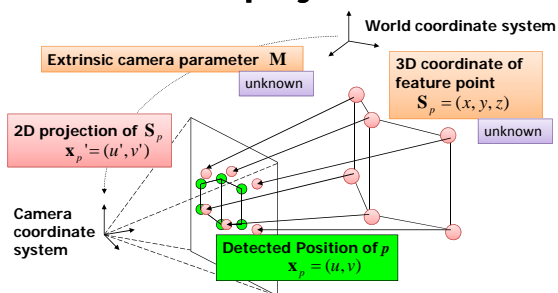 World coordinate system
Extrinsic camera parameter M
unknown
3D coordinate of
feature point
S_p = (x, y, z)
unknown
2D projection of S_p
x_p' = (u', v')
Camera
coordinate
system
Detected Position of p
x_p = (u, v)